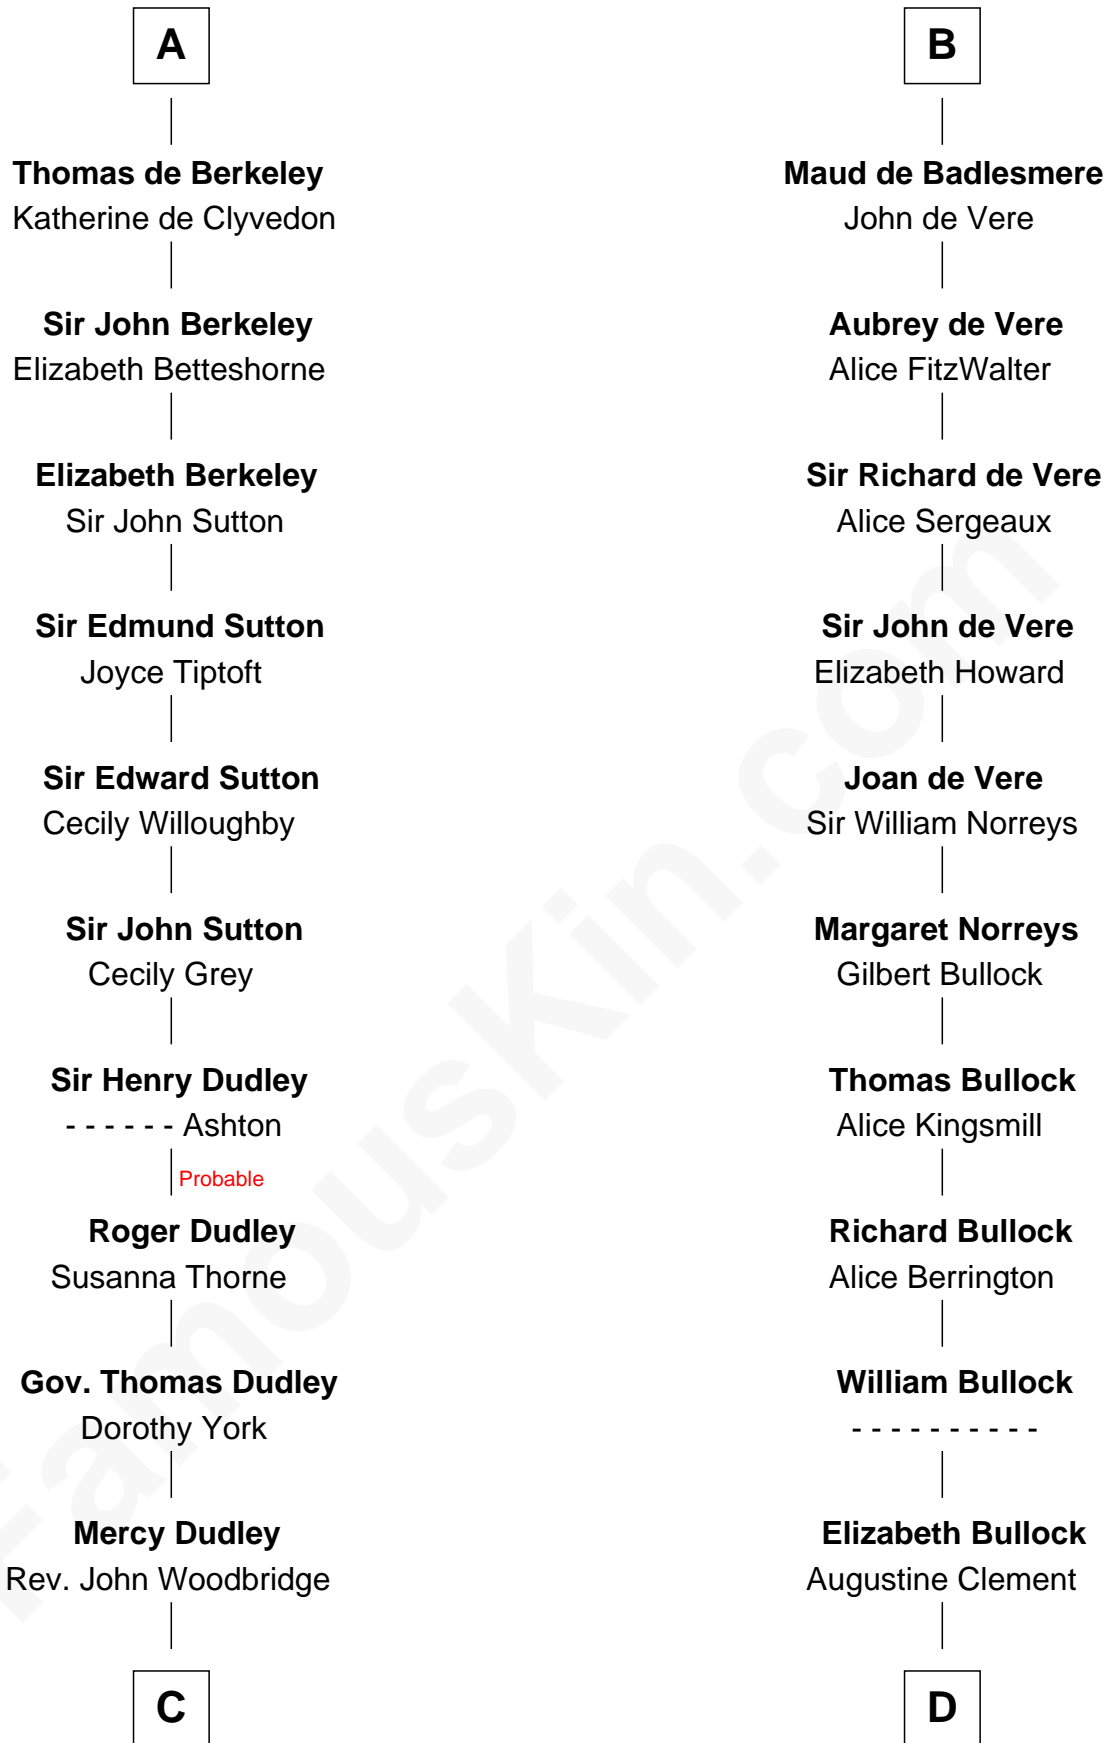 A
Thomas de Berkeley
Katherine de Clyvedon
Sir John Berkeley
Elizabeth Betteshorne
Elizabeth Berkeley
Sir John Sutton
Sir Edmund Sutton
Joyce Tiptoft
Sir Edward Sutton
Cecily Willoughby
Sir John Sutton
Cecily Grey
Sir Henry Dudley
- - - - - - Ashton
Probable
Roger Dudley
Susanna Thorne
Gov. Thomas Dudley
Dorothy York
Mercy Dudley
Rev. John Woodbridge
C
B
Maud de Badlesmere
John de Vere
Aubrey de Vere
Alice FitzWalter
Sir Richard de Vere
Alice Sergeaux
Sir John de Vere
Elizabeth Howard
Joan de Vere
Sir William Norreys
Margaret Norreys
Gilbert Bullock
Thomas Bullock
Alice Kingsmill
Richard Bullock
Alice Berrington
William Bullock
- - - - - - - - - -
Elizabeth Bullock
Augustine Clement
D
FamousKin.com